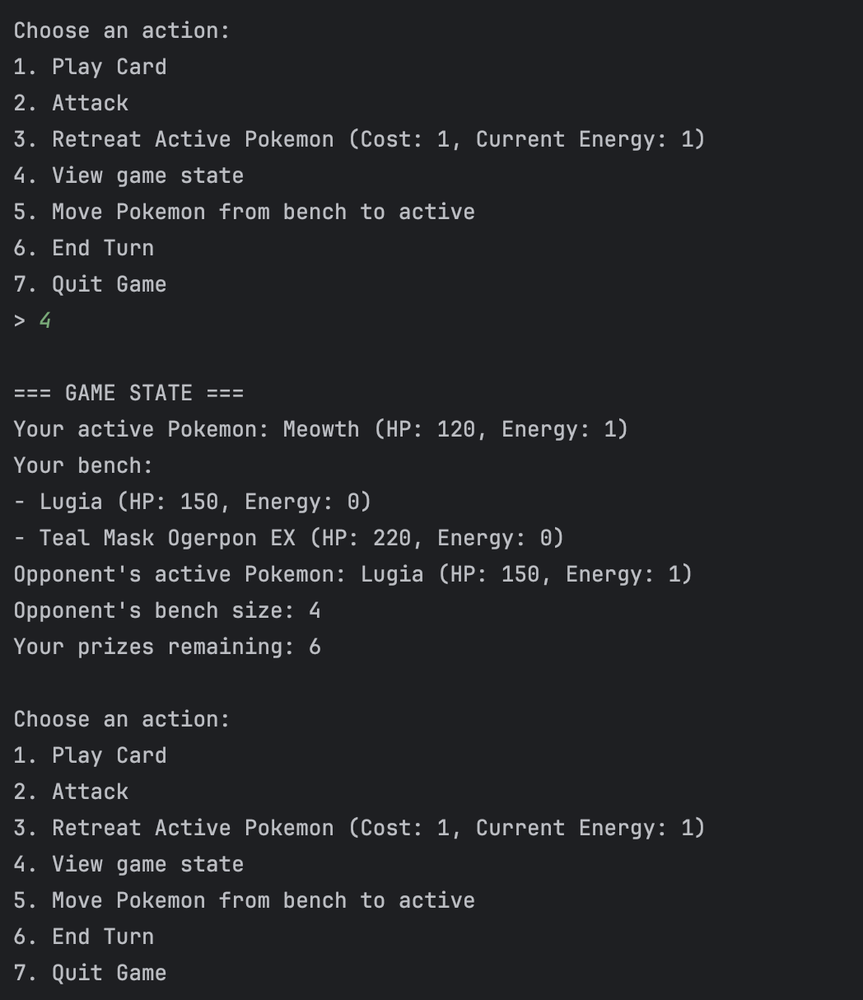 Choose an action:
1. Play Card
2. Attack
3. Retreat Active Pokemon (Cost: 1, Current Energy: 1)
4. View game state
5. Move Pokemon from bench to active
6. End Turn
7. Quit Game
> 4
=== GAME STATE ===
Your active Pokemon: Meowth (HP: 120, Energy: 1)
Your bench:
- Lugia (HP: 150, Energy: 0)
- Teal Mask Ogerpon EX (HP: 220, Energy: 0)
Opponent's active Pokemon: Lugia (HP: 150, Energy: 1)
Opponent's bench size: 4
Your prizes remaining: 6
Choose an action:
1. Play Card
2. Attack
3. Retreat Active Pokemon (Cost: 1, Current Energy: 1)
4. View game state
5. Move Pokemon from bench to active
6. End Turn
7. Quit Game